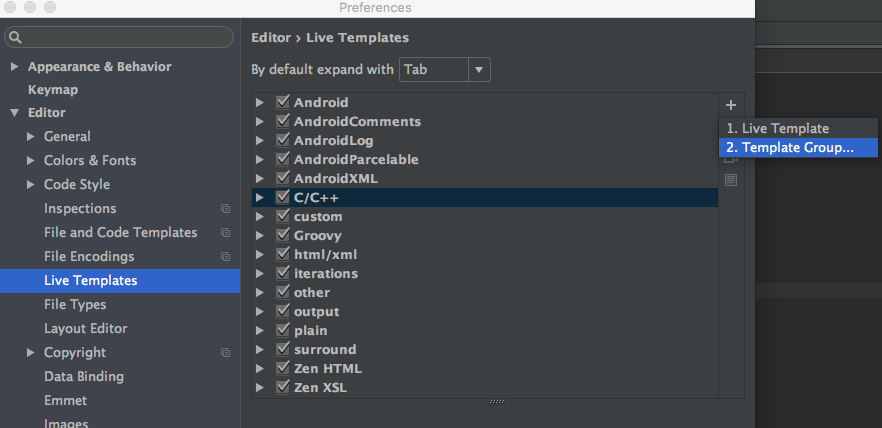 Preferences
Appearance & Behavior
Keymap
Editor
General
Colors & Fonts
Code Style
Inspections
File and Code Templates
File Encodings
Live Templates
File Types
Layout Editor
Copyright
Data Binding
Emmet
Images
Editor › Live Templates
By default expand with Tab
Android
AndroidComments
AndroidLog
AndroidParcelable
AndroidXML
C/C++
custom
Groovy
html/xml
iterations
other
output
plain
surround
Zen HTML
Zen XSL
1. Live Template
2. Template Group...